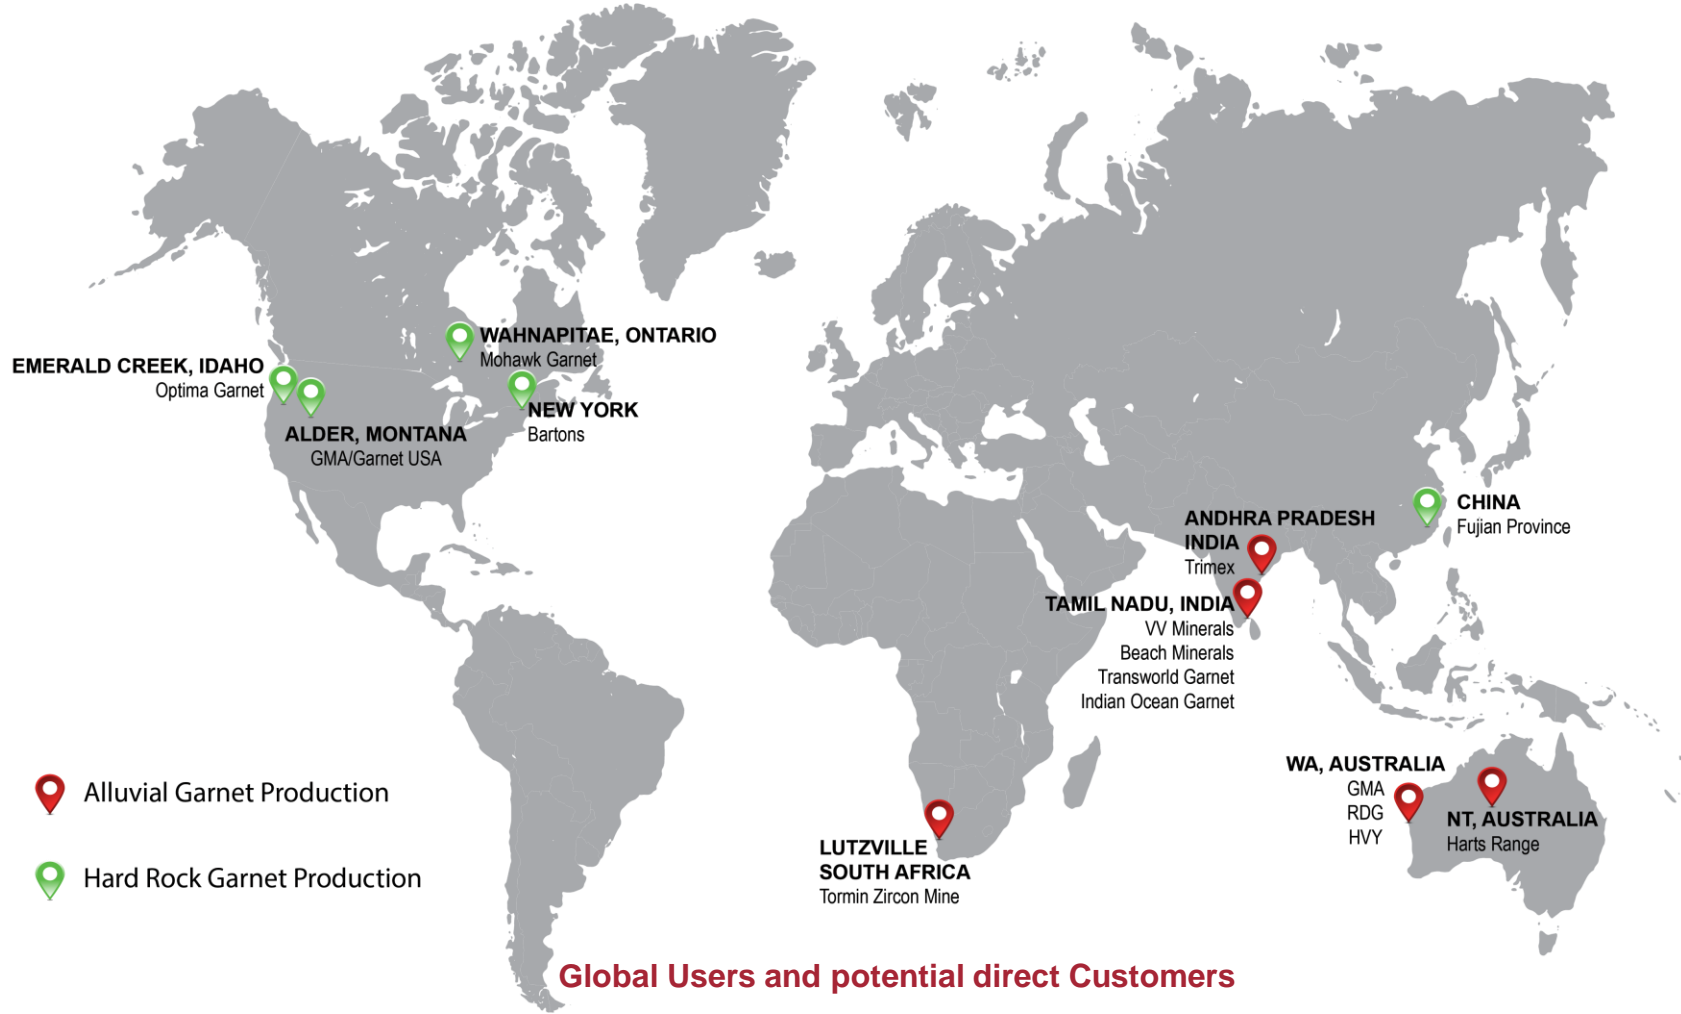 WAHNAPITAE, ONTARIO
Mohawk Garnet
EMERALD CREEK, IDAHO
Optima Garnet
NEW YORK
Bartons
ALDER, MONTANA
GMA/Garnet USA
CHINA
Fujian Province
ANDHRA PRADESH
INDIA
Trimex
TAMIL NADU, INDIA
VV Minerals
Beach Minerals
Transworld Garnet
Indian Ocean Garnet
WA, AUSTRALIA
GMA
RDG
HVY
NT, AUSTRALIA
Harts Range
LUTZVILLE
SOUTH AFRICA
Tormin Zircon Mine
Alluvial Garnet Production
Hard Rock Garnet Production
Global Users and potential direct Customers